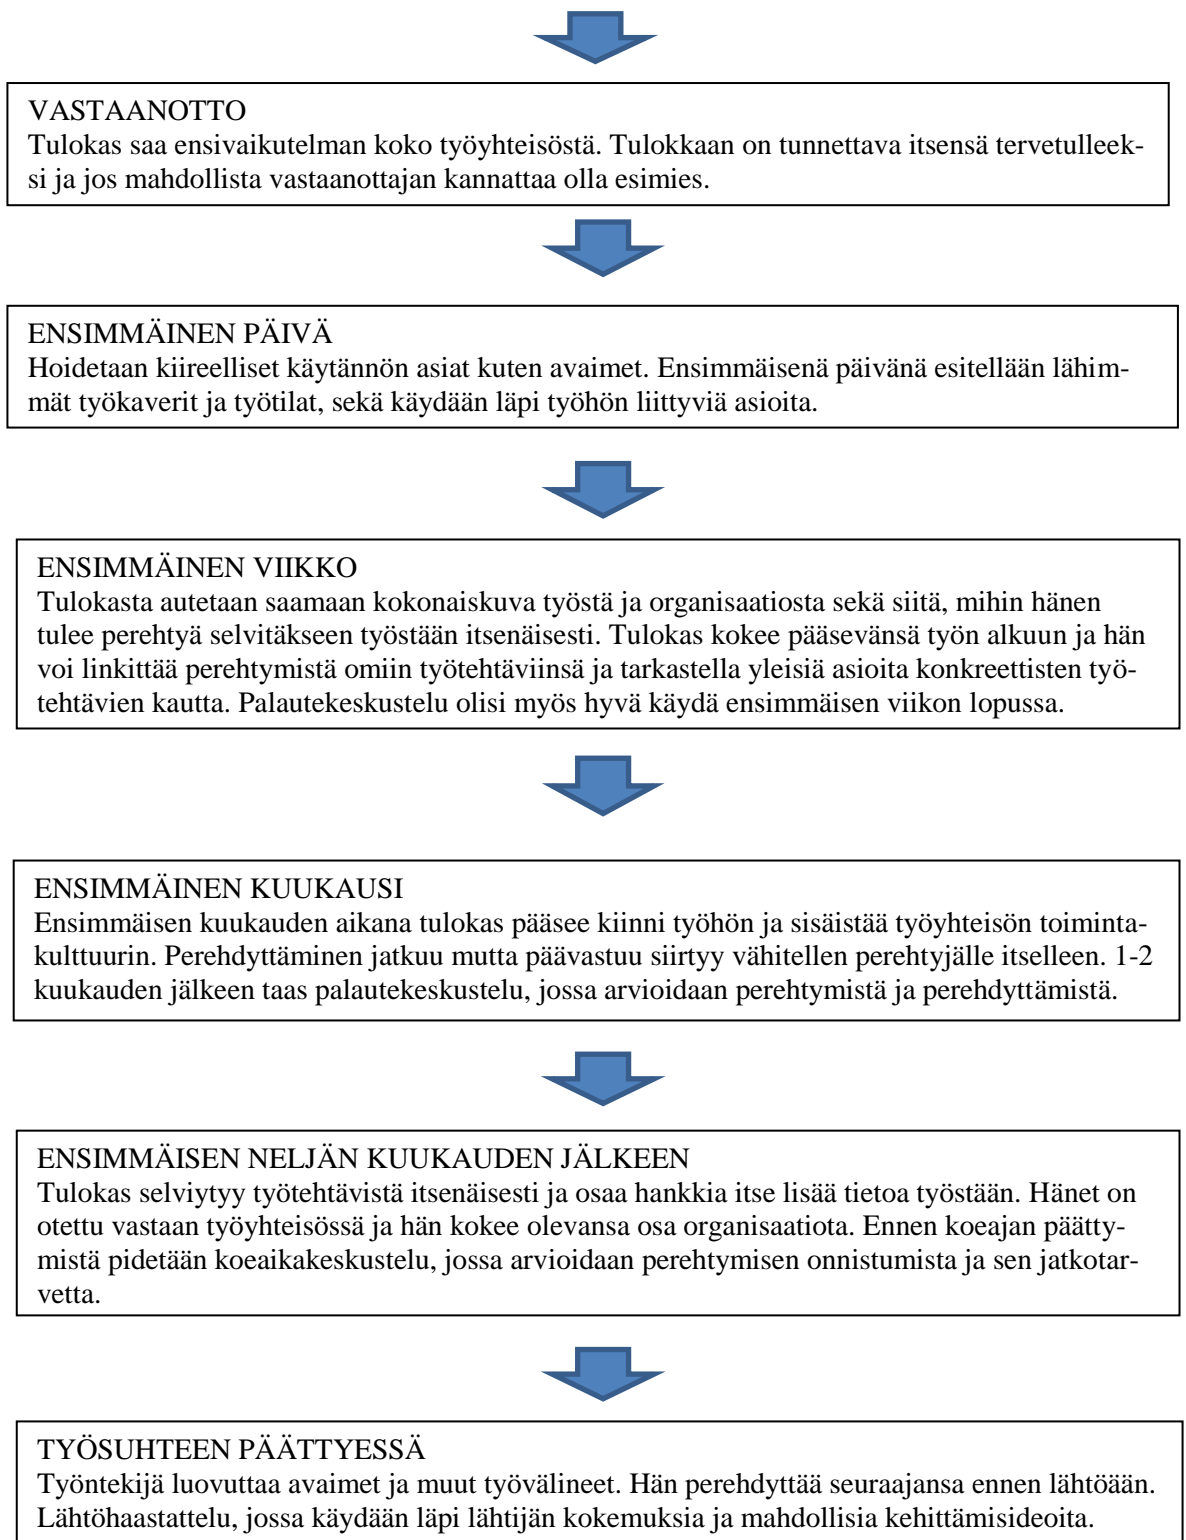 VASTAANOTTO
Tulokas saa ensivaikutelman koko työyhteisöstä. Tulokkaan on tunnettava itsensä tervetulleek-
si ja jos mahdollista vastaanottajan kannattaa olla esimies.
ENSIMMÄINEN PÄIVÄ
Hoidetaan kiireelliset käytännön asiat kuten avaimet. Ensimmäisenä päivänä esitellään lähim-
mät työkaverit ja työtilat, sekä käydään läpi työhön liittyviä asioita.
ENSIMMÄINEN VIIKKO
Tulokasta autetaan saamaan kokonaiskuva työstä ja organisaatiosta sekä siitä, mihin hänen
tulee perehtyä selvitäkseen työstään itsenäisesti. Tulokas kokee pääsevänsä työn alkuun ja hän
voi linkittää perehtymistä omiin työtehtäviinsä ja tarkastella yleisiä asioita konkreettisten työ-
tehtävien kautta. Palautekeskustelu olisi myös hyvä käydä ensimmäisen viikon lopussa.
ENSIMMÄINEN KUUKAUSI
Ensimmäisen kuukauden aikana tulokas pääsee kiinni työhön ja sisäistää työyhteisön toiminta-
kulttuurin. Perehdyttäminen jatkuu mutta päävastuu siirtyy vähitellen perehtyjälle itselleen. 1-2
kuukauden jälkeen taas palautekeskustelu, jossa arvioidaan perehtymistä ja perehdyttämistä.
ENSIMMÄISEN NELJÄN KUUKAUDEN JÄLKEEN
Tulokas selviytyy työtehtävistä itsenäisesti ja osaa hankkia itse lisää tietoa työstään. Hänet on
otettu vastaan työyhteisössä ja hän kokee olevansa osa organisaatiota. Ennen koeajan päätty-
mistä pidetään koeaikakeskustelu, jossa arvioidaan perehtymisen onnistumista ja sen jatkotar-
vetta.
TYÖSUHTEEN PÄÄTTYESSÄ
Työntekijä luovuttaa avaimet ja muut työvälineet. Hän perehdyttää seuraajansa ennen lähtöään.
Lähtöhaastattelu, jossa käydään läpi lähtijän kokemuksia ja mahdollisia kehittämisideoita.